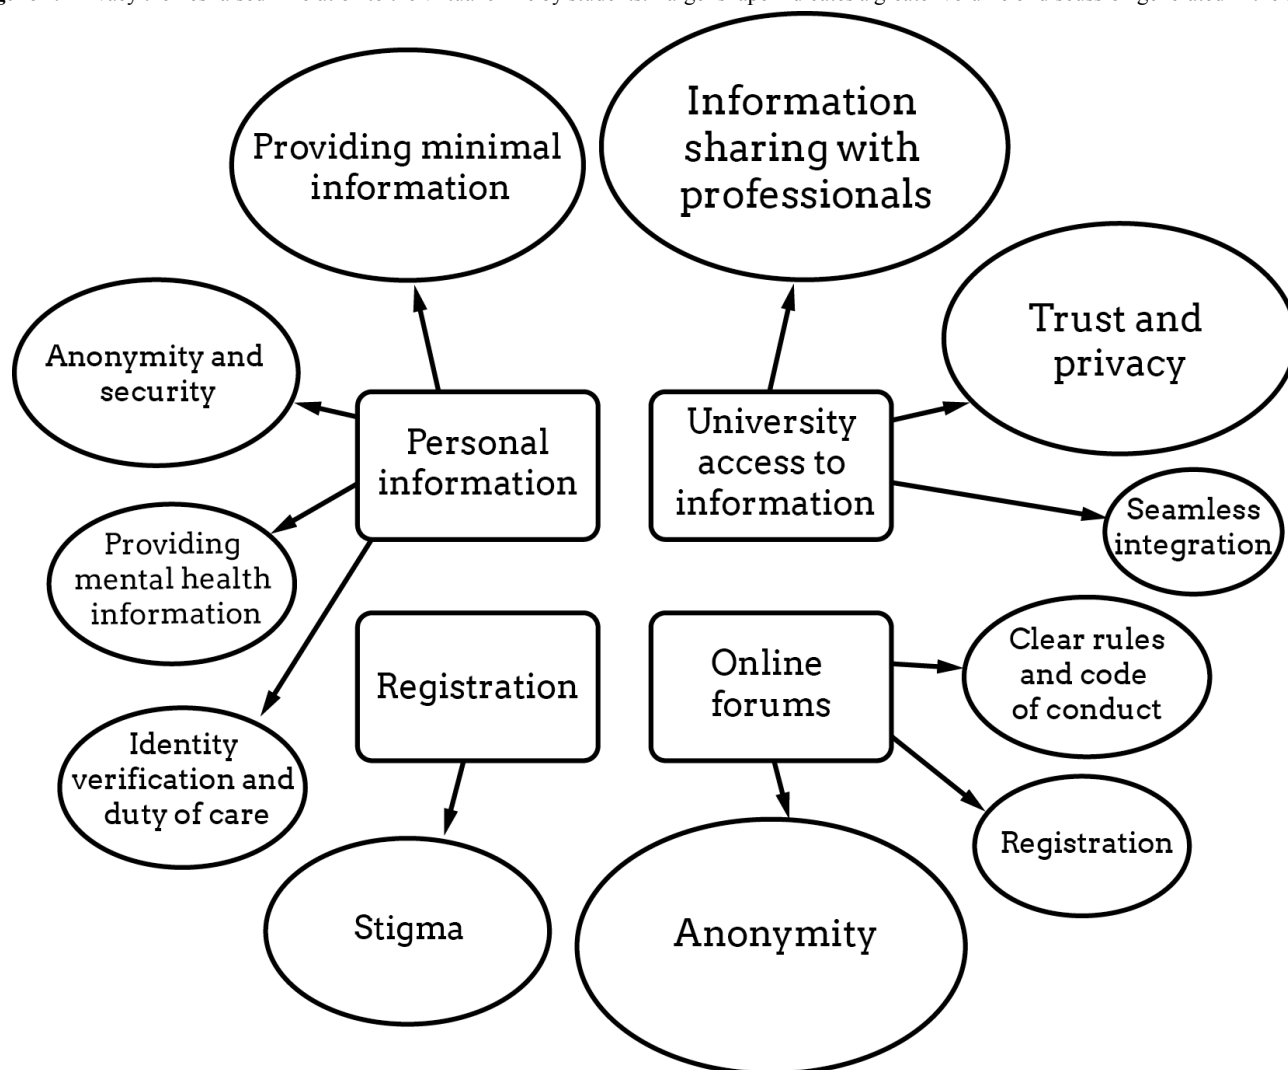 Providing minimal
information
Information
sharing with
professionals
Trust and
privacy
Anonymity and
security
Personal
information
University
access to
information
Seamless
integration
Providing
mental health
information
Clear rules
and code
of conduct
Registration
Online
forums
Identity
verification and
duty of care
Registration
Stigma
Anonymity